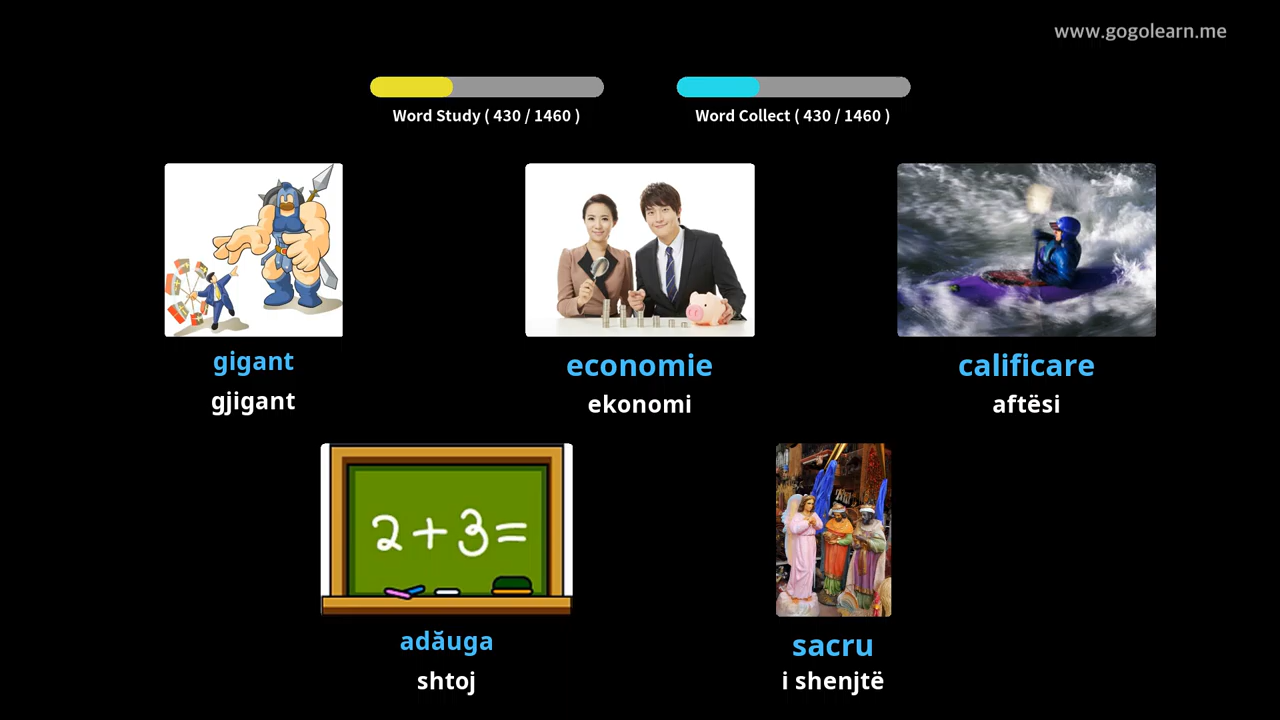 www.gogolearn.me
Word Study ( 430 / 1460 )
Word Collect ( 430 / 1460 )
gigant
gjigant
economie
ekonomi
calificare
aftësi
2+3=
adăuga
shtoj
sacru
i shenjtë